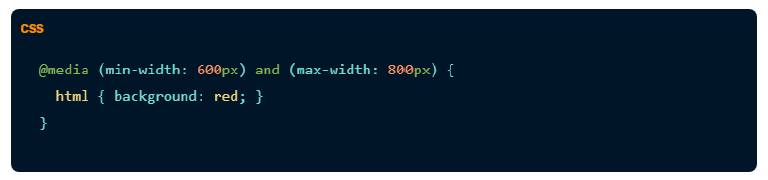 CSS
@media (min-width: 600px) and (max-width: 800px) {
  html { background: red; }
}